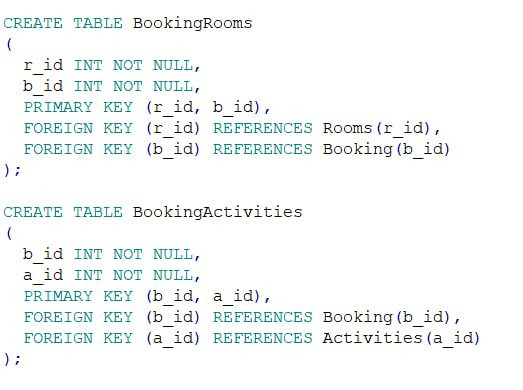 CREATE TABLE BookingRooms
(
  r_id INT NOT NULL,
  b_id INT NOT NULL,
  PRIMARY KEY (r_id, b_id),
  FOREIGN KEY (r_id) REFERENCES Rooms(r_id),
  FOREIGN KEY (b_id) REFERENCES Booking(b_id)
);

CREATE TABLE BookingActivities
(
  b_id INT NOT NULL,
  a_id INT NOT NULL,
  PRIMARY KEY (b_id, a_id),
  FOREIGN KEY (b_id) REFERENCES Booking(b_id),
  FOREIGN KEY (a_id) REFERENCES Activities(a_id)
);